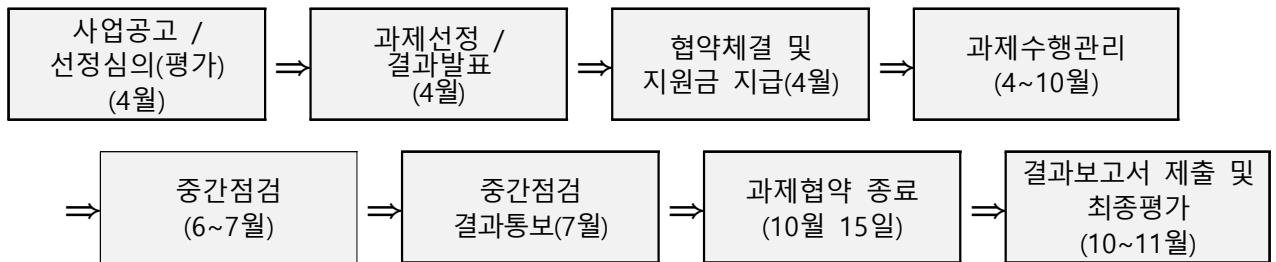 사업공고 /
선정심의(평가)
(4월)
⇒
과제선정 /
결과발표
(4월)
⇒
협약체결 및
지원금 지급(4월)
⇒
과제수행관리
(4~10월)
⇒
중간점검
(6~7월)
⇒
중간점검
결과통보(7월)
⇒
과제협약 종료
(10월 15일)
⇒
결과보고서 제출 및
최종평가
(10~11월)